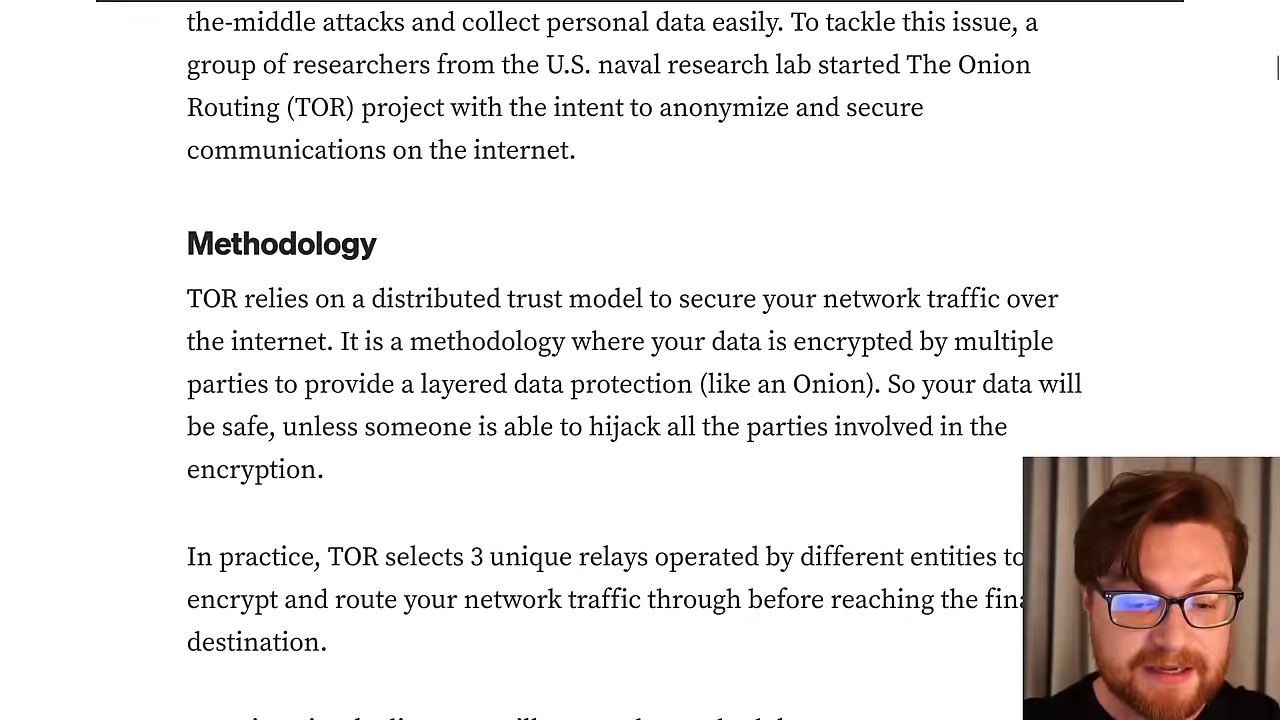 the-middle attacks and collect personal data easily. To tackle this issue, a
group of researchers from the U.S. naval research lab started The Onion
Routing (TOR) project with the intent to anonymize and secure
communications on the internet.
Methodology
TOR relies on a distributed trust model to secure your network traffic over
the internet. It is a methodology where your data is encrypted by multiple
parties to provide a layered data protection (like an Onion). So your data will
be safe, unless someone is able to hijack all the parties involved in the
encryption.
In practice, TOR selects 3 unique relays operated by different entities to
encrypt and route your network traffic through before reaching the
destination.